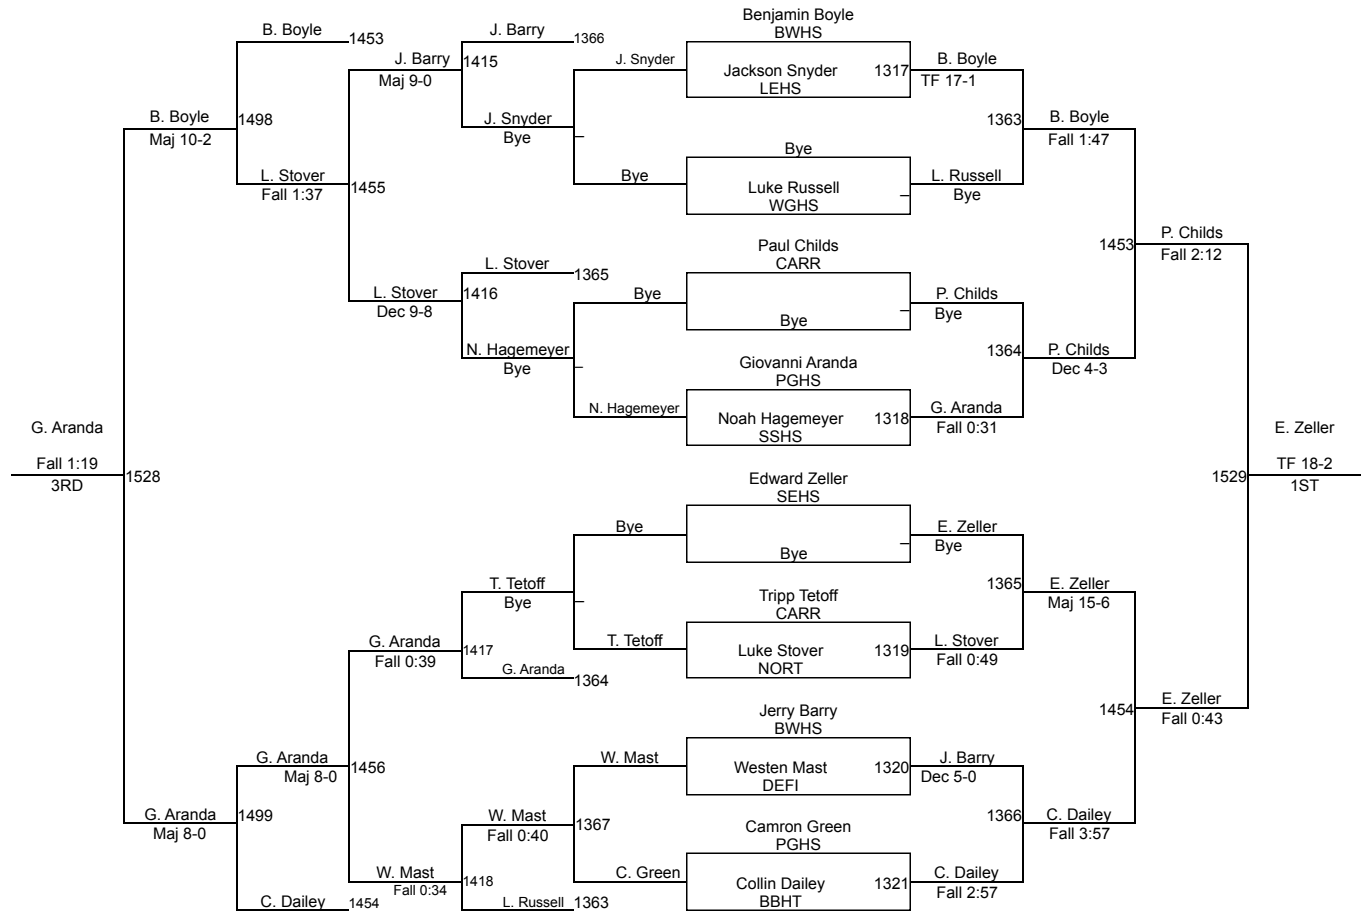 Benjamin Boyle
BWHS
B. Boyle
1453
J. Barry
1366
J. Barry
Maj 9-0
1415
J. Snyder
Jackson Snyder
LEHS
1317
B. Boyle
TF 17-1
B. Boyle
Maj 10-2
1498
J. Snyder
Bye
1363
B. Boyle
Fall 1:47
Bye
L. Stover
Fall 1:37
1455
Bye
Luke Russell
WGHS
L. Russell
Bye
Paul Childs
CARR
1453
P. Childs
Fall 2:12
L. Stover
1365
L. Stover
Dec 9-8
1416
Bye
Bye
P. Childs
Bye
N. Hagemeyer
Bye
1364
P. Childs
Dec 4-3
Giovanni Aranda
PGHS
N. Hagemeyer
Noah Hagemeyer
SSHS
1318
G. Aranda
Fall 0:31
G. Aranda
Fall 1:19
3RD
1528
E. Zeller
TF 18-2
1ST
1529
Edward Zeller
SEHS
Bye
Bye
E. Zeller
Bye
T. Tetoff
Bye
1365
E. Zeller
Maj 15-6
Tripp Tetoff
CARR
G. Aranda
Fall 0:39
1417
T. Tetoff
Luke Stover
NORT
1319
L. Stover
Fall 0:49
G. Aranda
1364
1454
E. Zeller
Fall 0:43
Jerry Barry
BWHS
G. Aranda
Maj 8-0
1456
W. Mast
Westen Mast
DEFI
1320
J. Barry
Dec 5-0
G. Aranda
Maj 8-0
1499
W. Mast
Fall 0:40
1367
1366
C. Dailey
Fall 3:57
Camron Green
PGHS
W. Mast
Fall 0:34
1418
C. Green
Collin Dailey
BBHT
1321
C. Dailey
Fall 2:57
C. Dailey
1454
L. Russell
1363